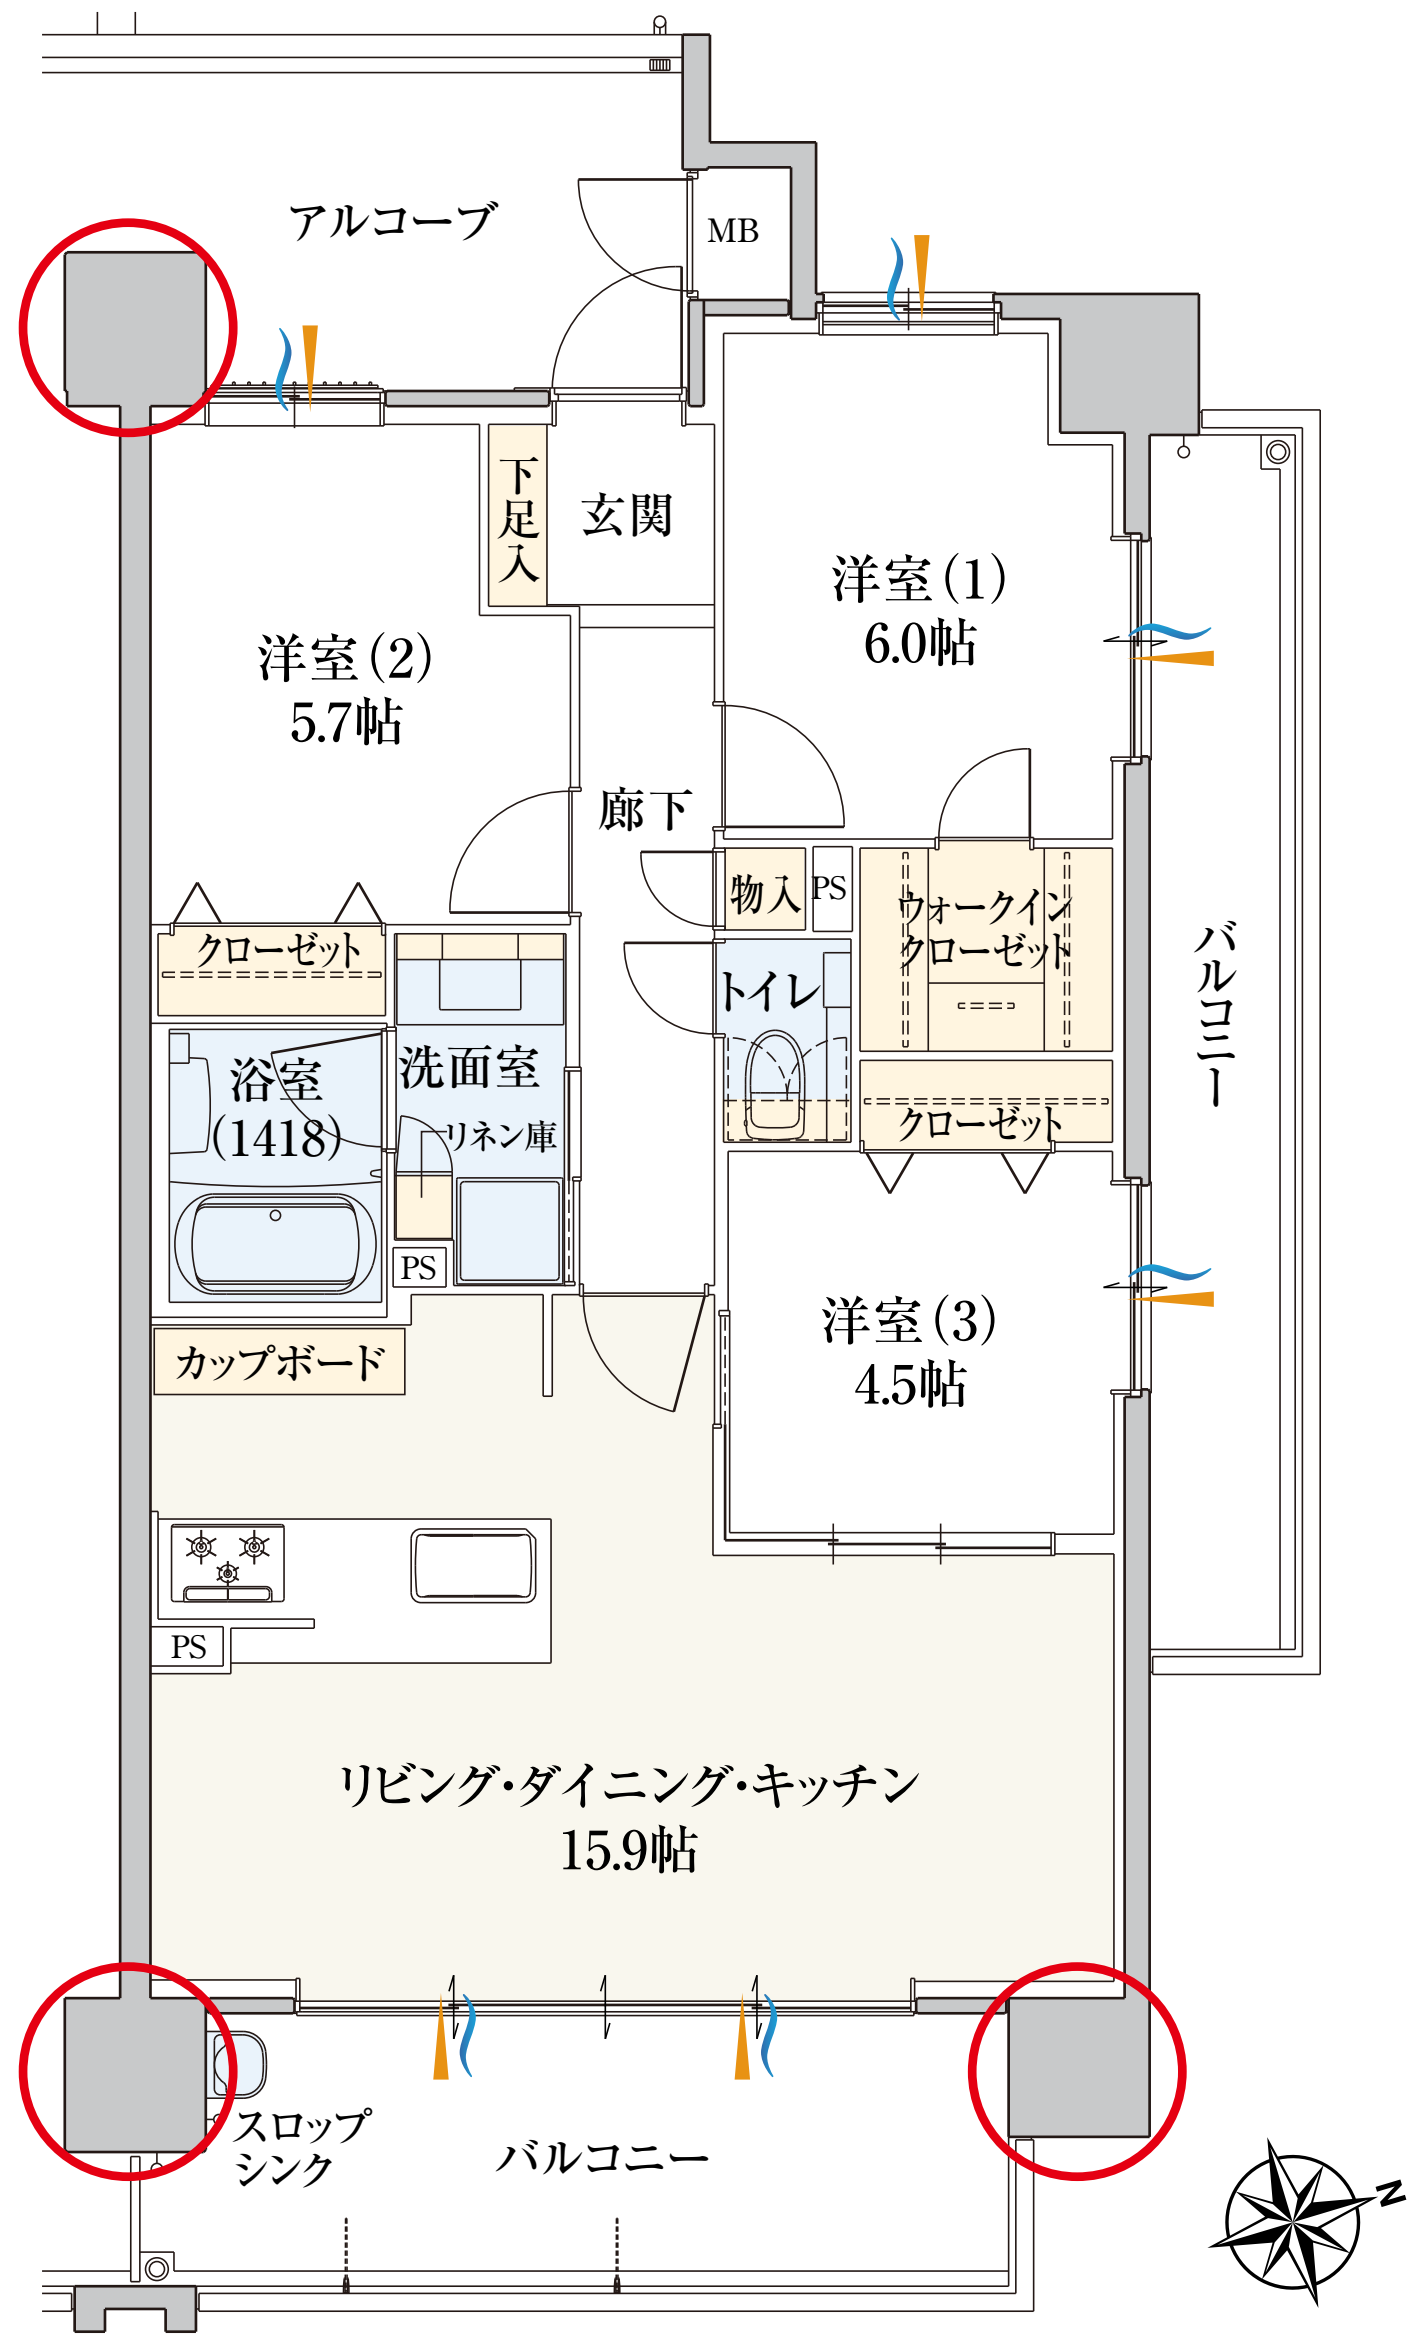 アルコーブ
MB
下足入
玄関
洋室(1)
6.0帖
洋室(2)
5.7帖
廊下
物入
PS
ウォークイン
クローゼット
クローゼット
トイレ
バルコニー
浴室
(1418)
洗面室
リネン庫
クローゼット
PS
洋室(3)
4.5帖
カップボード
PS
リビング・ダイニング・キッチン
15.9帖
スロップ
シンク
バルコニー
N